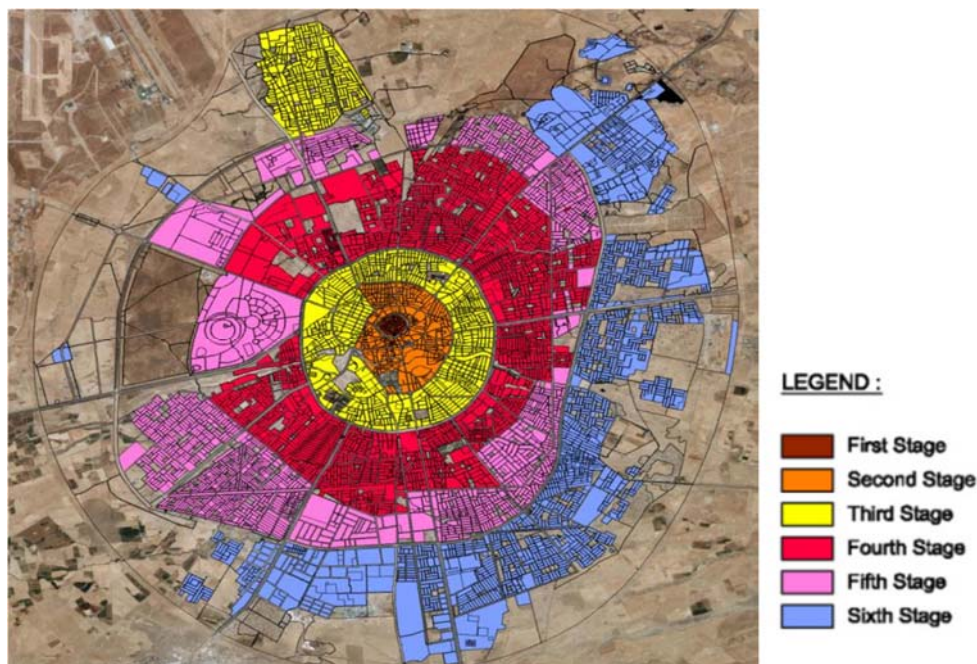 LEGEND :
First Stage
Second Stage
Third Stage
Fourth Stage
Fifth Stage
Sixth Stage